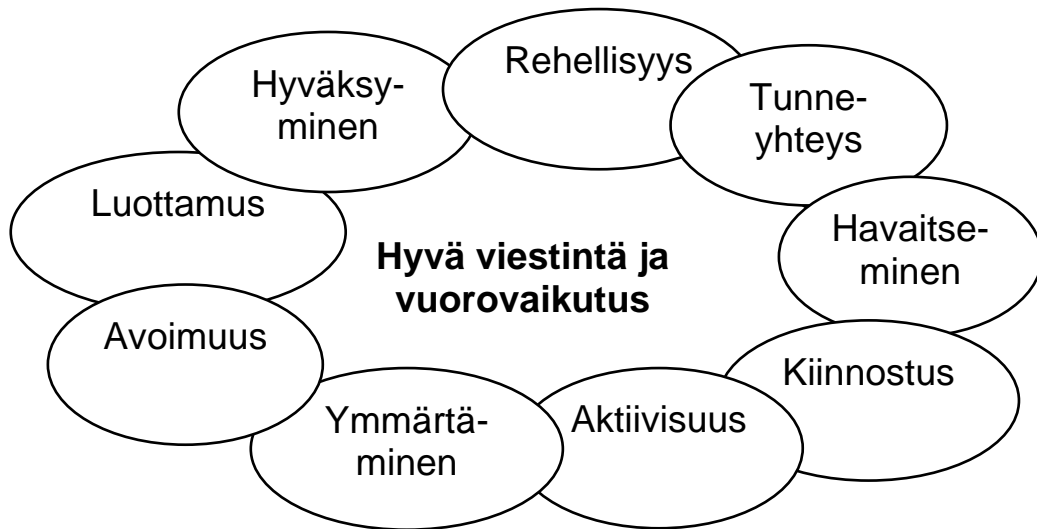 Rehellisyys
Hyväksy-
minen
Tunne-
yhteys
Luottamus
Havaitse-
minen
Hyvä viestintä ja
vuorovaikutus
Avoimuus
Kiinnostus
Ymmärtä-
minen
Aktiivisuus